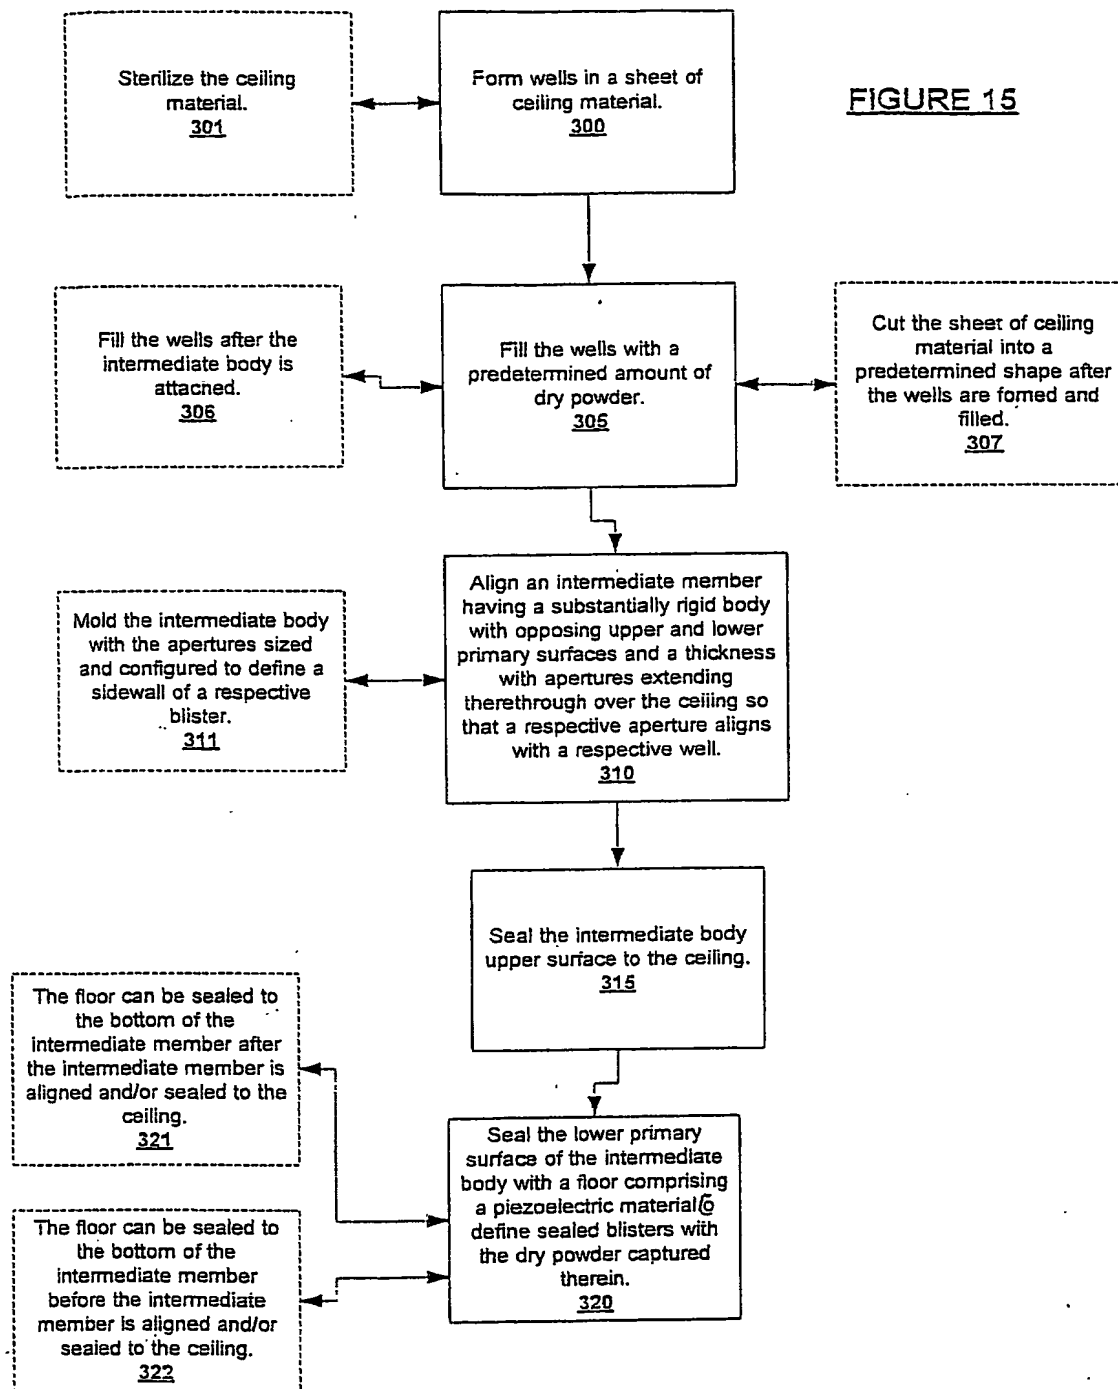 FIGURE 15
Sterilize the ceiling
material.
301
Form wells in a sheet of
ceiling material.
300
Fill the wells after the
intermediate body is
attached.
306
Fill the wells with a
predetermined amount of
dry powder.
305
Cut the sheet of ceiling
material into a
predetermined shape after
the wells are fomed and
filled.
307
Mold the intermediate body
with the apertures sized
and configured to define a
sidewall of a respective
blister.
311
Align an intermediate member
having a substantially rigid body
with opposing upper and lower
primary surfaces and a thickness
with apertures extending
therethrough over the ceiling so
that a respective aperture aligns
with a respective well.
310
Seal the intermediate body
upper surface to the ceiling.
315
The floor can be sealed to
the bottom of the
intermediate member after
the intermediate member is
aligned and/or sealed to the
ceiling.
321
Seal the lower primary
surface of the intermediate
body with a floor comprising
a piezoelectric material
define sealed blisters with
the dry powder captured
therein.
320
The floor can be sealed to
the bottom of the
intermediate member
before the intermediate
member is aligned and/or
sealed to the ceiling.
322